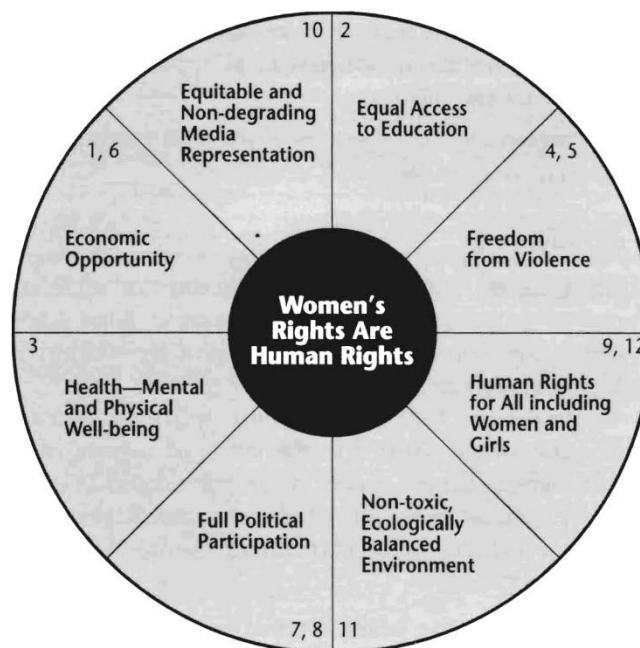 10
2
Equitable and
Non-degrading
Media
Representation
Equal Access
to Education
1, 6
4, 5
Economic
Opportunity
Freedom
from Violence
Women's
Rights Are
Human Rights
3
9, 12
Health—Mental
and Physical
Well-being
Human Rights
for All including
Women and
Girls
Full Political
Participation
Non-toxic,
Ecologically
Balanced
Environment
7, 8
11